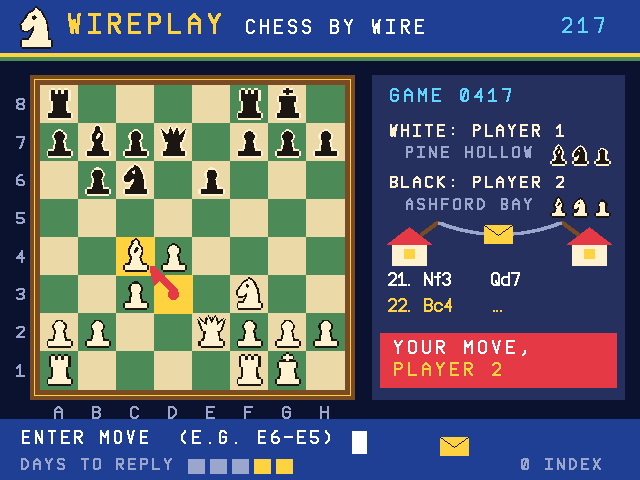 WIREPLAY CHESS BY WIRE 217
GAME 0417
8
WHITE: PLAYER 1
7
PINE HOLLOW
6
BLACK: PLAYER 2
ASHFORD BAY
5
4
21. Nf3 Qd7
3
22. Bc4 …
2
YOUR MOVE,
1
PLAYER 2
A B C D E F G H
ENTER MOVE (E.G. E6-E5)
DAYS TO REPLY
0 INDEX